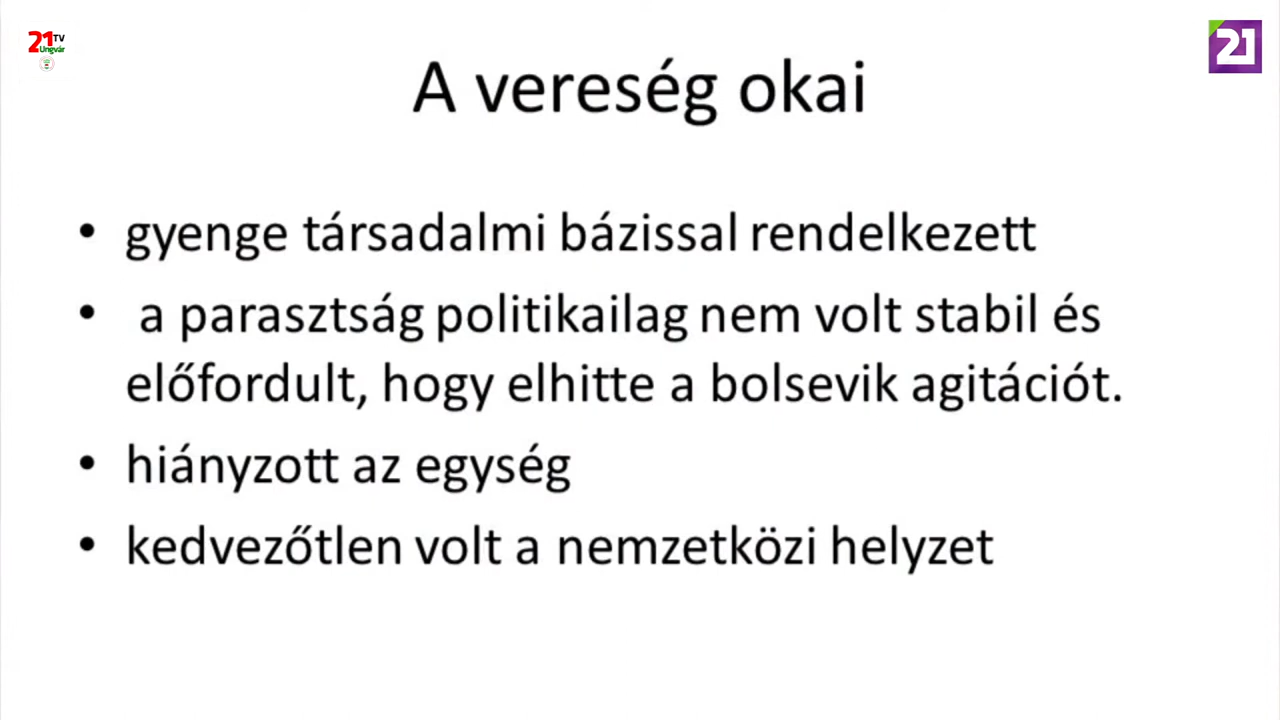 21 TV
Ungvár
21
A vereség okai
• gyenge társadalmi bázissal rendelkezett
• a parasztság politikailag nem volt stabil és
előfordult, hogy elhitte a bolsevik agitációt.
• hiányzott az egység
• kedvezőtlen volt a nemzetközi helyzet